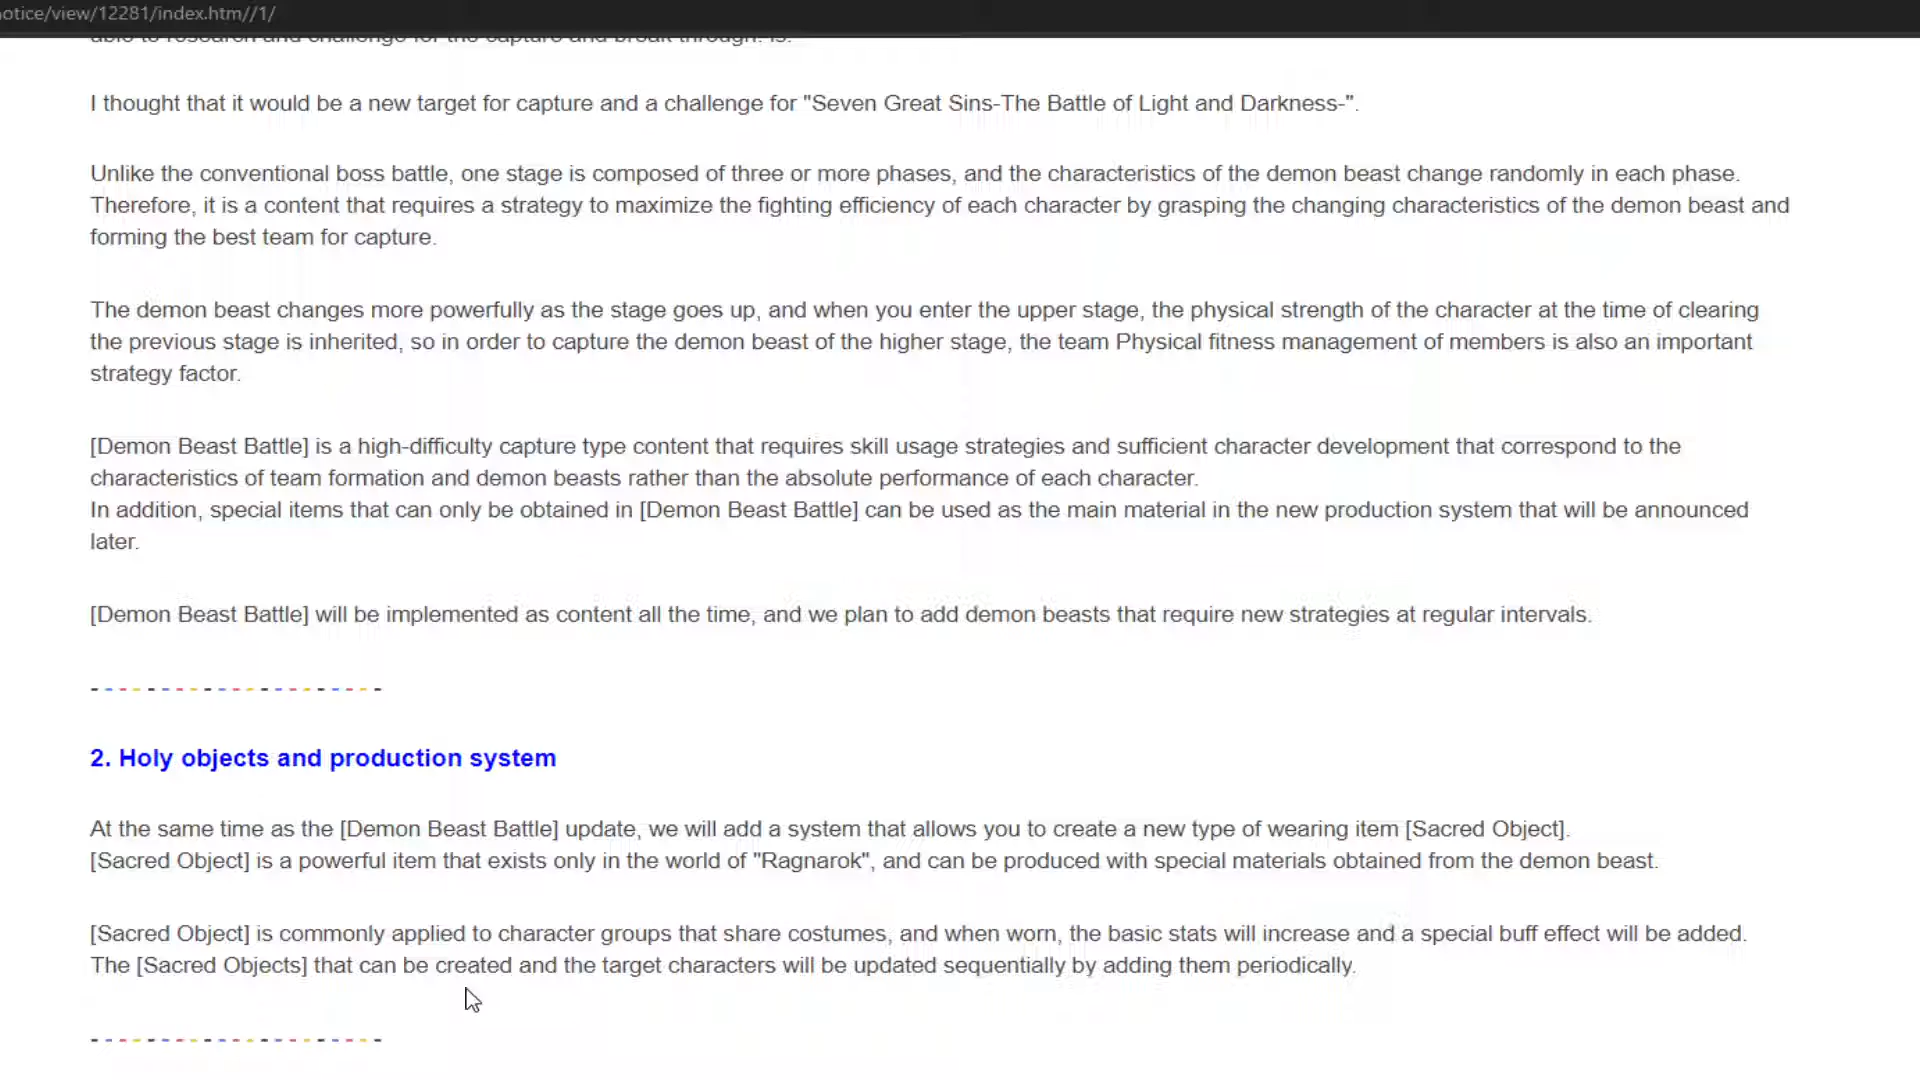 otice/view/12281/index.htm//1/
able to research and challenge for the capture and break through. is.
I thought that it would be a new target for capture and a challenge for "Seven Great Sins-The Battle of Light and Darkness-".
Unlike the conventional boss battle, one stage is composed of three or more phases, and the characteristics of the demon beast change randomly in each phase.
Therefore, it is a content that requires a strategy to maximize the fighting efficiency of each character by grasping the changing characteristics of the demon beast and
forming the best team for capture.
The demon beast changes more powerfully as the stage goes up, and when you enter the upper stage, the physical strength of the character at the time of clearing
the previous stage is inherited, so in order to capture the demon beast of the higher stage, the team Physical fitness management of members is also an important
strategy factor.
[Demon Beast Battle] is a high-difficulty capture type content that requires skill usage strategies and sufficient character development that correspond to the
characteristics of team formation and demon beasts rather than the absolute performance of each character.
In addition, special items that can only be obtained in [Demon Beast Battle] can be used as the main material in the new production system that will be announced
later.
[Demon Beast Battle] will be implemented as content all the time, and we plan to add demon beasts that require new strategies at regular intervals.
2. Holy objects and production system
At the same time as the [Demon Beast Battle] update, we will add a system that allows you to create a new type of wearing item [Sacred Object].
[Sacred Object] is a powerful item that exists only in the world of "Ragnarok", and can be produced with special materials obtained from the demon beast.
[Sacred Object] is commonly applied to character groups that share costumes, and when worn, the basic stats will increase and a special buff effect will be added.
The [Sacred Objects] that can be created and the target characters will be updated sequentially by adding them periodically.